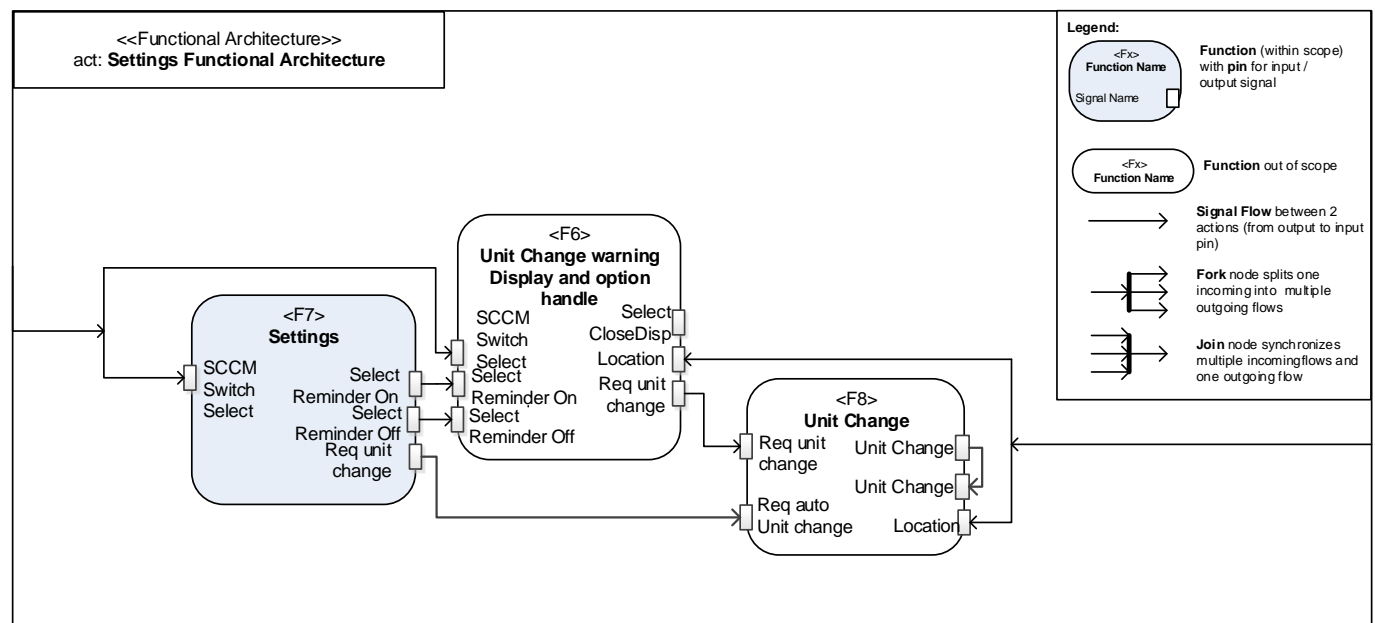 <<Functional Architecture>>
act: Settings Functional Architecture
Legend:
<Fx>
Function Name
Signal Name
Function (within scope)
with pin for input /
output signal
<Fx>
Function Name
Function out of scope
Signal Flow between 2
actions (from output to input
pin)
Fork node splits one
incoming into multiple
outgoing flows
Join node synchronizes
multiple incomingflows and
one outgoing flow
<F7>
Settings
SCCM
Switch
Select
Select
Reminder On
Select
Reminder Off
Req unit
change
<F6>
Unit Change warning
Display and option
handle
SCCM
Switch
Select
Select
Reminder On
Select
Reminder Off
Select
CloseDisp
Location
Req unit
change
<F8>
Unit Change
Req unit
change
Req auto
Unit change
Unit Change
Unit Change
Location